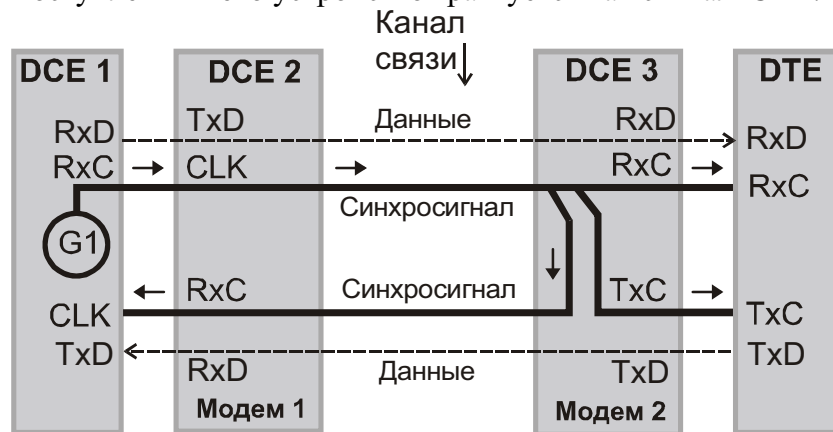 Канал
связи
DCE 1 DCE 2 DCE 3 DTE
RxD TxD Данные RxD RxD
RxC CLK RxC RxC
Синхросигнал
G1
RxC Синхросигнал TxC
CLK TxC
TxD RxD Данные TxD TxD
Модем 1 Модем 2